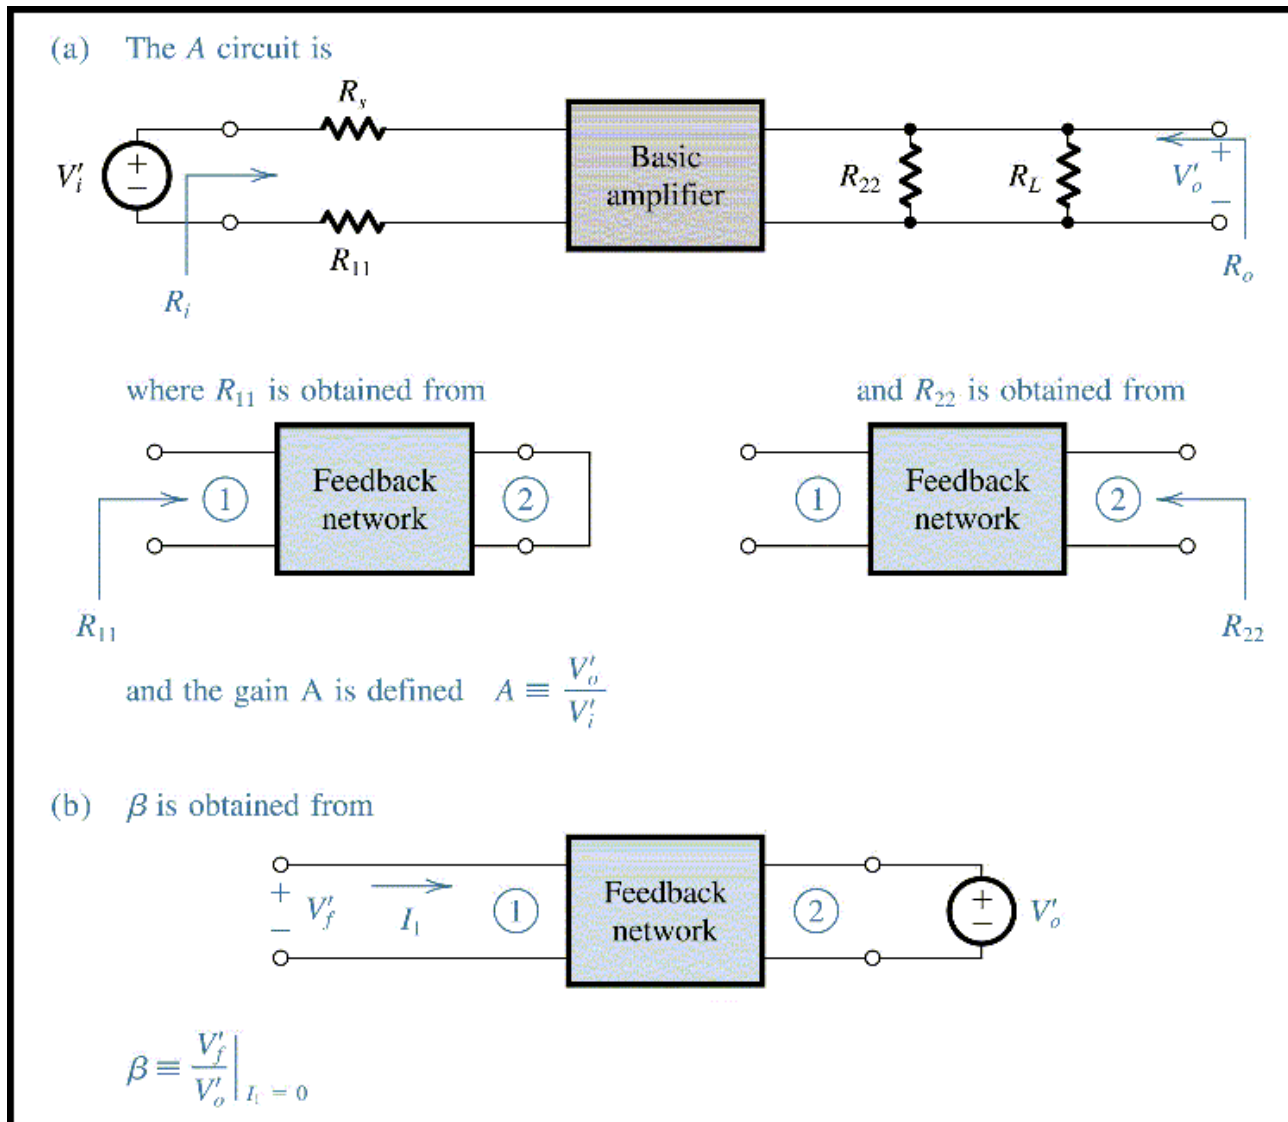 (a) The A circuit is
R_s
V'_i
Basic
amplifier
R_22
R_L
V'_o
R_11
R_i
R_o
where R_11 is obtained from
and R_22 is obtained from
1
Feedback
network
2
1
Feedback
network
2
R_11
R_22
and the gain A is defined A ≡ V'_o / V'_i
(b) β is obtained from
+
V'_f
−
I_1
1
Feedback
network
2
+
−
V'_o
β ≡ V'_f / V'_o |_{I_1 = 0}